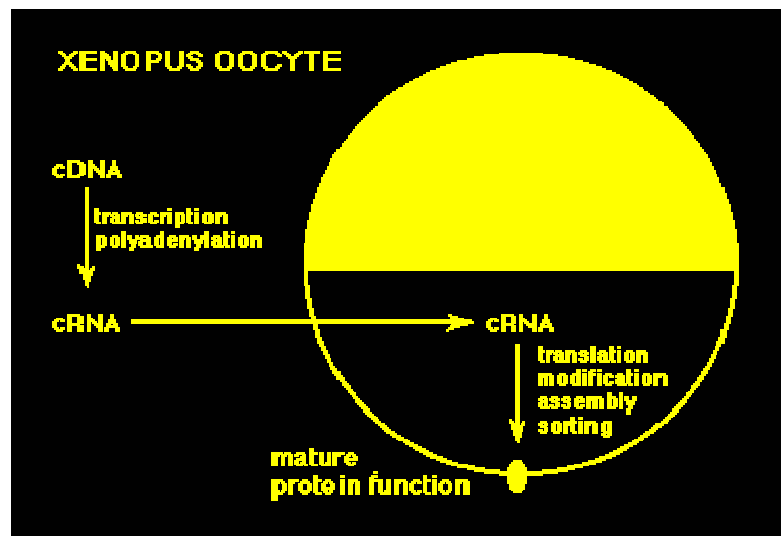 XENOPUS OOCYTE
cDNA
transcription
polyadenylation
cRNA
cRNA
translation
modification
assembly
sorting
mature
protein function